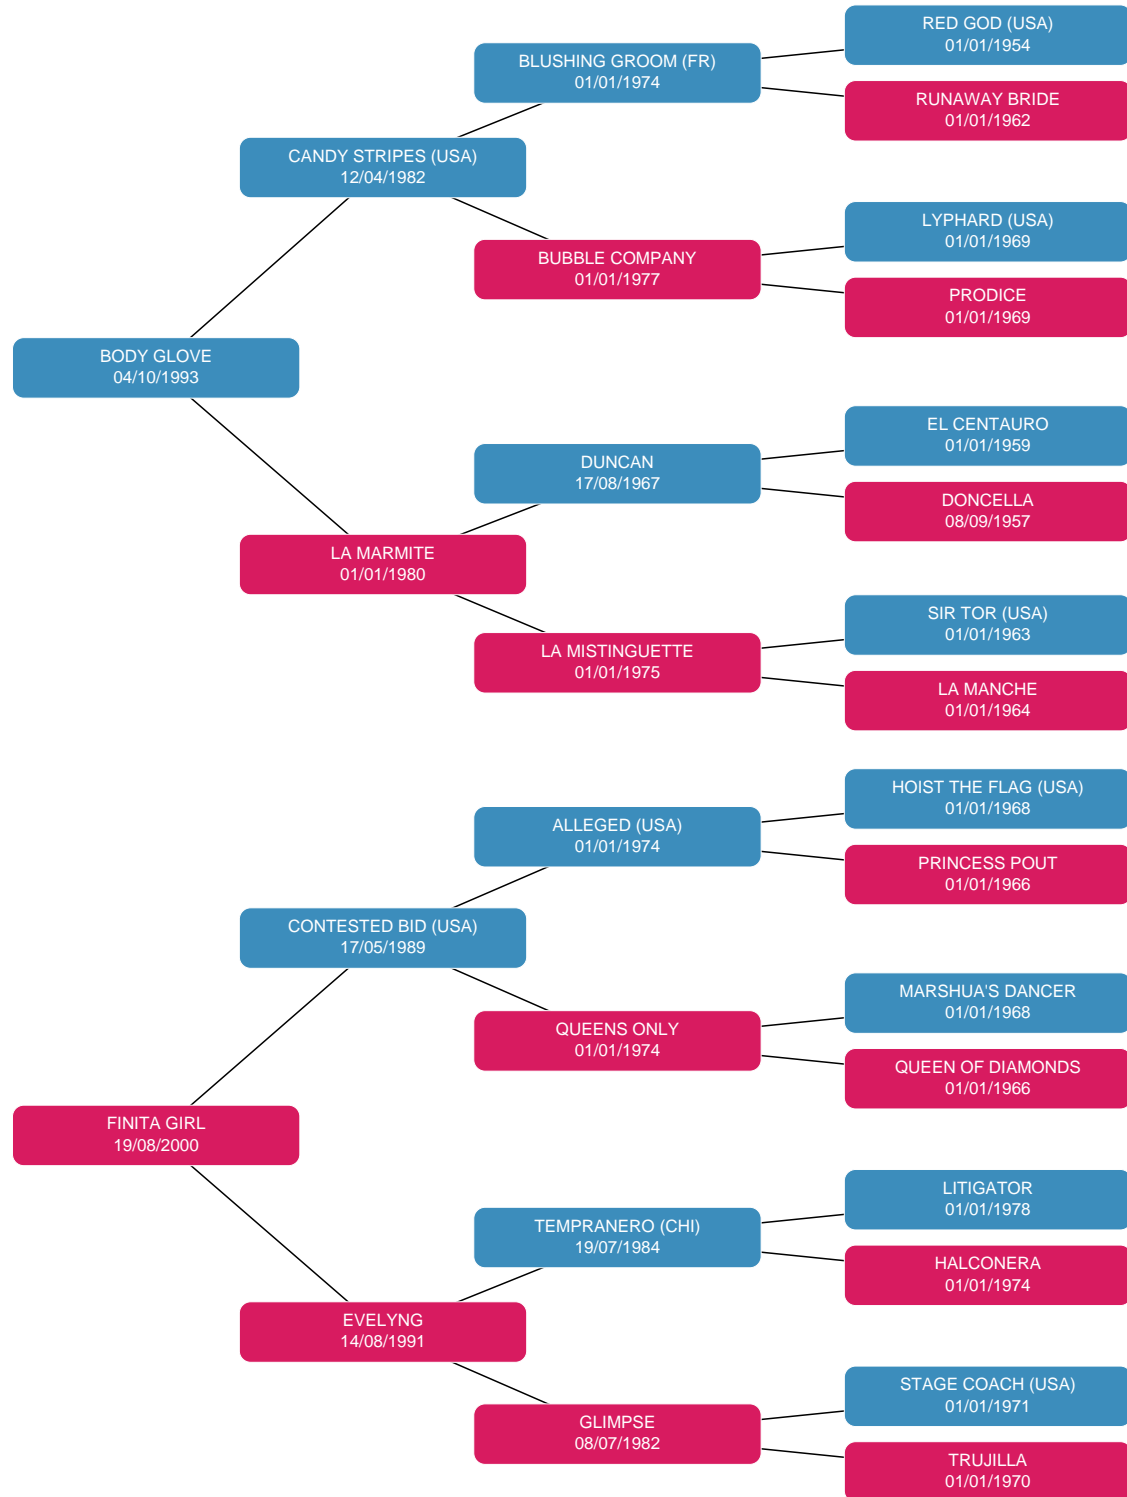 RED GOD (USA)
01/01/1954
BLUSHING GROOM (FR)
01/01/1974
RUNAWAY BRIDE
01/01/1962
CANDY STRIPES (USA)
12/04/1982
LYPHARD (USA)
01/01/1969
BUBBLE COMPANY
01/01/1977
PRODICE
01/01/1969
BODY GLOVE
04/10/1993
EL CENTAURO
01/01/1959
DUNCAN
17/08/1967
DONCELLA
08/09/1957
LA MARMITE
01/01/1980
SIR TOR (USA)
01/01/1963
LA MISTINGUETTE
01/01/1975
LA MANCHE
01/01/1964
HOIST THE FLAG (USA)
01/01/1968
ALLEGED (USA)
01/01/1974
PRINCESS POUT
01/01/1966
CONTESTED BID (USA)
17/05/1989
MARSHUA'S DANCER
01/01/1968
QUEENS ONLY
01/01/1974
QUEEN OF DIAMONDS
01/01/1966
FINITA GIRL
19/08/2000
LITIGATOR
01/01/1978
TEMPRANERO (CHI)
19/07/1984
HALCONERA
01/01/1974
EVELYNG
14/08/1991
STAGE COACH (USA)
01/01/1971
GLIMPSE
08/07/1982
TRUJILLA
01/01/1970